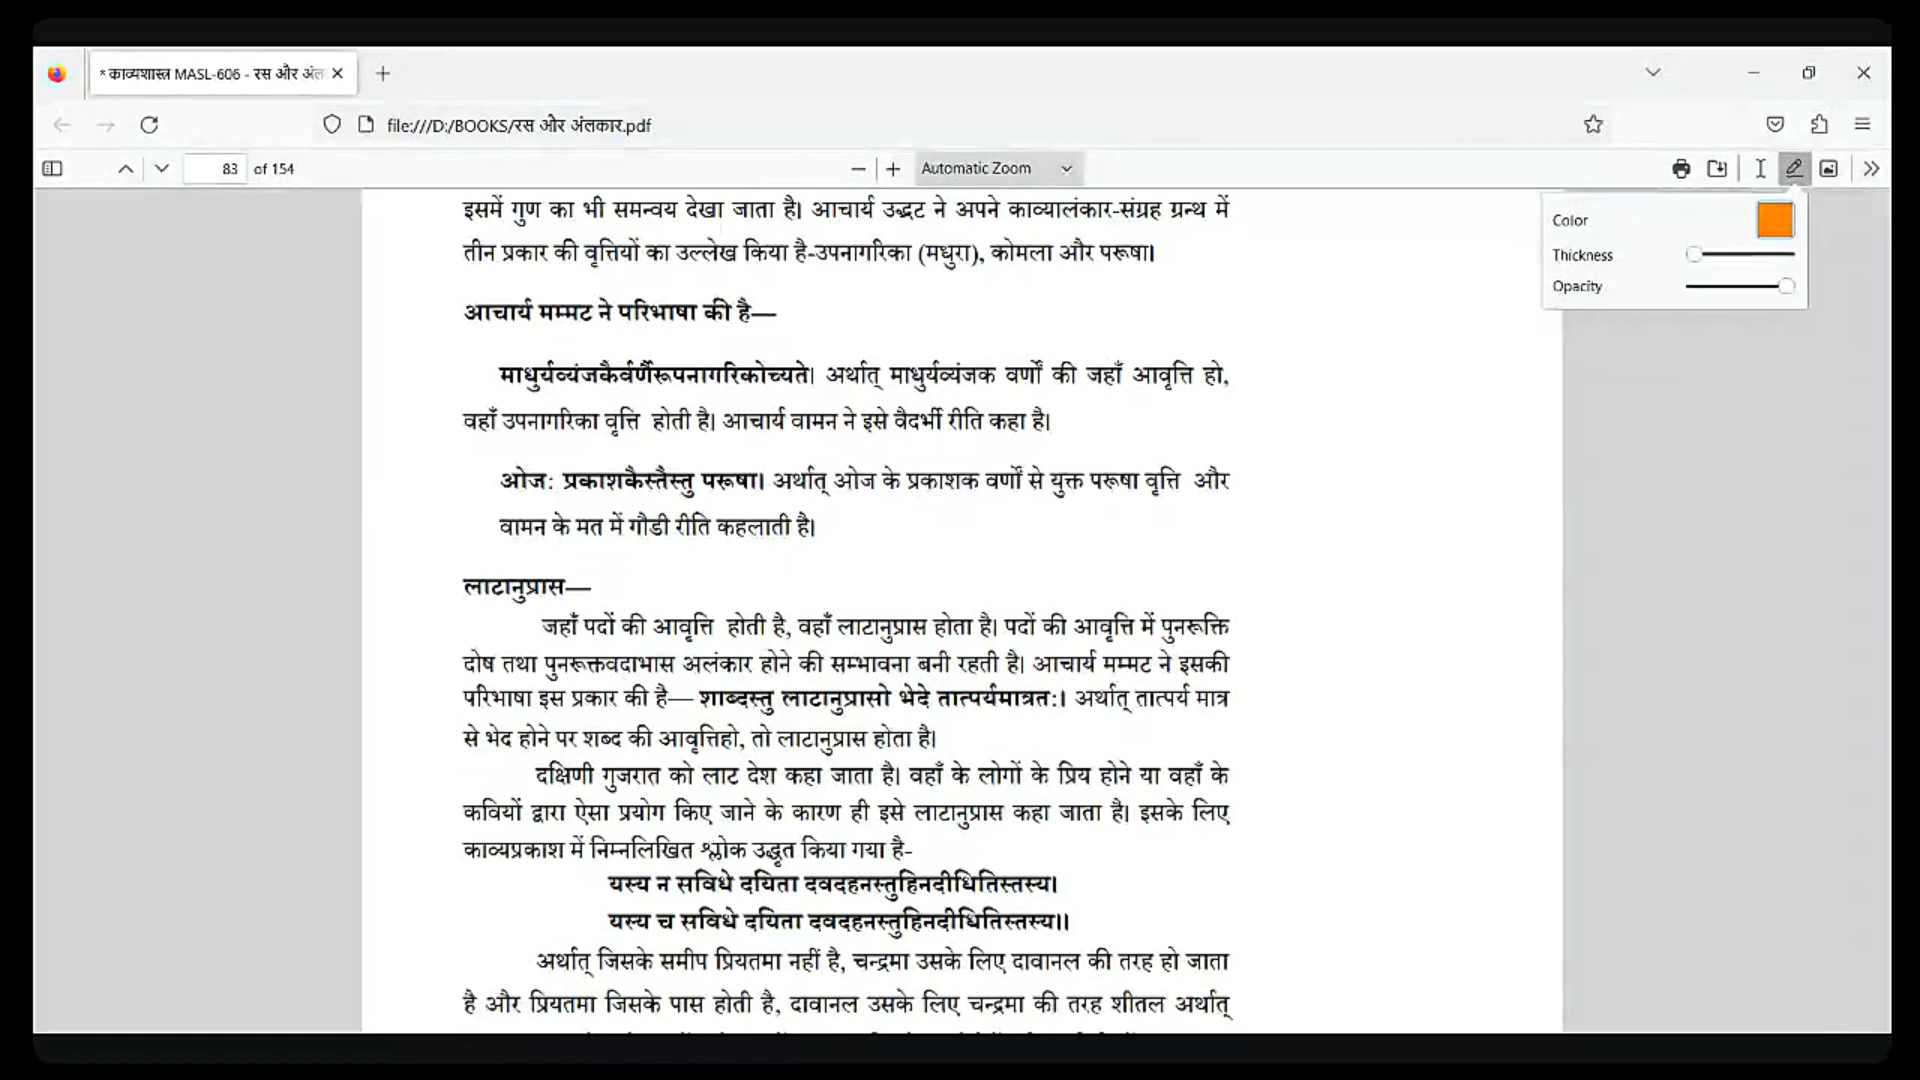 * काव्यशास्त्र MASL-606 - रस और अंल
file:///D:/BOOKS/रस और अंलकार.pdf
83 of 154
Automatic Zoom
Color
Thickness
Opacity
इसमें गुण का भी समन्वय देखा जाता है। आचार्य उद्भट ने अपने काव्यालंकार-संग्रह ग्रन्थ में
तीन प्रकार की वृत्तियों का उल्लेख किया है-उपनागरिका (मधुरा), कोमला और परूषा।
आचार्य मम्मट ने परिभाषा की है—
माधुर्यव्यंजकैर्वर्णैरूपनागरिकोच्यते। अर्थात् माधुर्यव्यंजक वर्णों की जहाँ आवृत्ति हो,
वहाँ उपनागरिका वृत्ति होती है। आचार्य वामन ने इसे वैदर्भी रीति कहा है।
ओज: प्रकाशकैस्तैस्तु परूषा। अर्थात् ओज के प्रकाशक वर्णों से युक्त परूषा वृत्ति और
वामन के मत में गौडी रीति कहलाती है।
लाटानुप्रास—
जहाँ पदों की आवृत्ति होती है, वहाँ लाटानुप्रास होता है। पदों की आवृत्ति में पुनरूक्ति
दोष तथा पुनरूक्तवदाभास अलंकार होने की सम्भावना बनी रहती है। आचार्य मम्मट ने इसकी
परिभाषा इस प्रकार की है— शाब्दस्तु लाटानुप्रासो भेदे तात्पर्यमात्रत:। अर्थात् तात्पर्य मात्र
से भेद होने पर शब्द की आवृत्तिहो, तो लाटानुप्रास होता है।
दक्षिणी गुजरात को लाट देश कहा जाता है। वहाँ के लोगों के प्रिय होने या वहाँ के
कवियों द्वारा ऐसा प्रयोग किए जाने के कारण ही इसे लाटानुप्रास कहा जाता है। इसके लिए
काव्यप्रकाश में निम्नलिखित श्लोक उद्धृत किया गया है-
यस्य न सविधे दयिता दवदहनस्तुहिनदीधितिस्तस्य।
यस्य च सविधे दयिता दवदहनस्तुहिनदीधितिस्तस्य।।
अर्थात् जिसके समीप प्रियतमा नहीं है, चन्द्रमा उसके लिए दावानल की तरह हो जाता
है और प्रियतमा जिसके पास होती है, दावानल उसके लिए चन्द्रमा की तरह शीतल अर्थात्